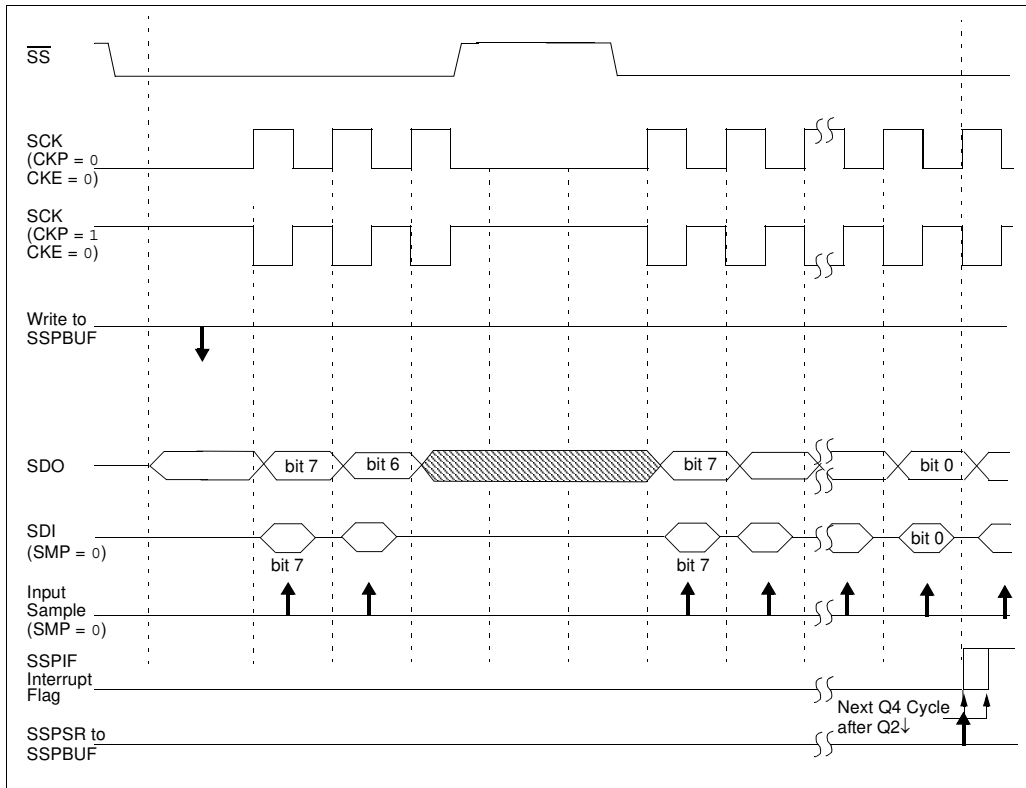 SS
SCK
(CKP = 0
CKE = 0)
SCK
(CKP = 1
CKE = 0)
Write to
SSPBUF
SDO
bit 7
bit 6
bit 7
bit 0
SDI
(SMP = 0)
bit 7
bit 7
bit 0
Input
Sample
(SMP = 0)
SSPIF
Interrupt
Flag
Next Q4 Cycle
after Q2↓
SSPSR to
SSPBUF